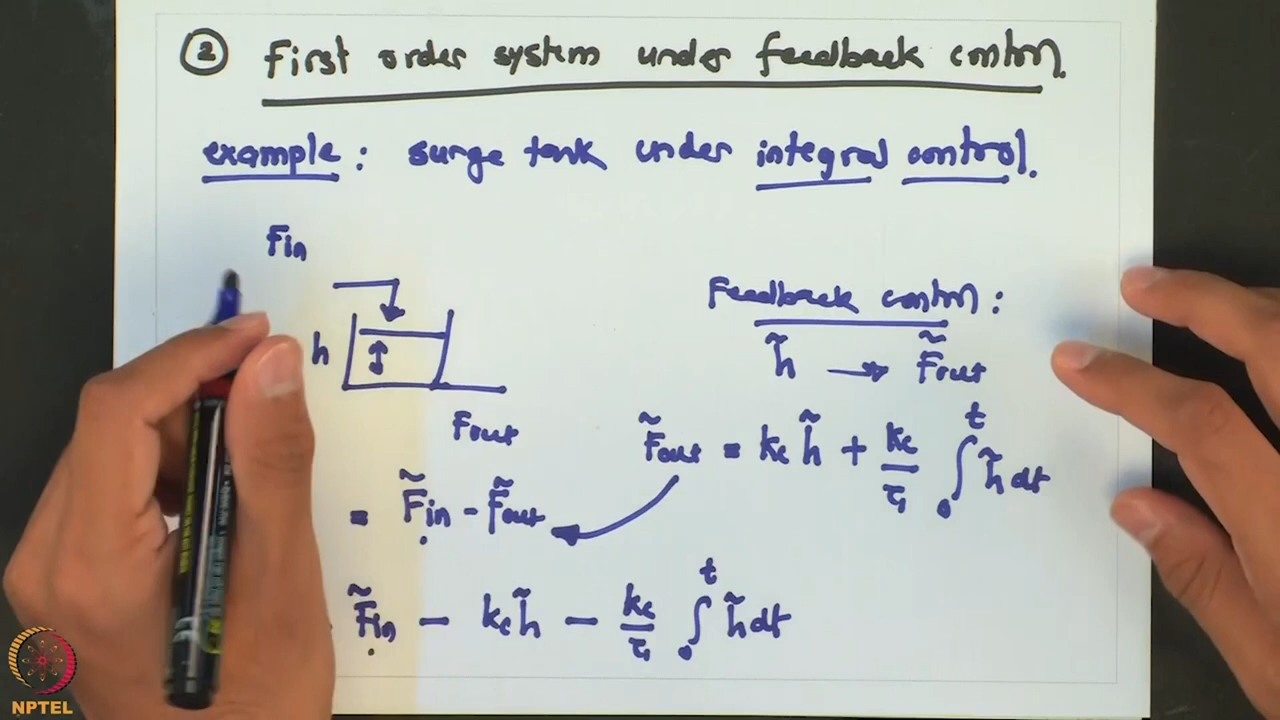 ② First order system under feedback control.
example: surge tank under integral control.
Fin
h
Fout
Feedback control:
h̃ → F̃out
F̃out = kc h̃ + kc/τI ∫₀ᵗ h̃ dt
= F̃in - F̃out
F̃in - kc h̃ - kc/τI ∫₀ᵗ h̃ dt
NPTEL